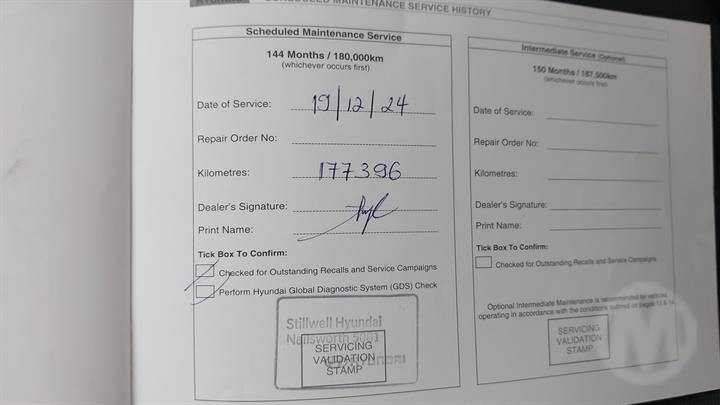 SCHEDULED MAINTENANCE SERVICE HISTORY
Scheduled Maintenance Service
144 Months / 180,000km
(whichever occurs first)
Date of Service: 19/12/24
Repair Order No:
Kilometres: 177396
Dealer's Signature:
Print Name:
Tick Box To Confirm:
Checked for Outstanding Recalls and Service Campaigns
Perform Hyundai Global Diagnostic System (GDS) Check
Stillwell Hyundai
Nailsworth 5081
HYUNDAI
SERVICING
VALIDATION
STAMP
Intermediate Service (Optional)
150 Months / 187,500km
(whichever occurs first)
Date of Service:
Repair Order No:
Kilometres:
Dealer's Signature:
Print Name:
Tick Box To Confirm:
Checked for Outstanding Recalls and Service Campaigns
Optional Intermediate Maintenance is recommended for vehicles
operating in accordance with the conditions outlined on pages 13 & 14
SERVICING
VALIDATION
STAMP
M